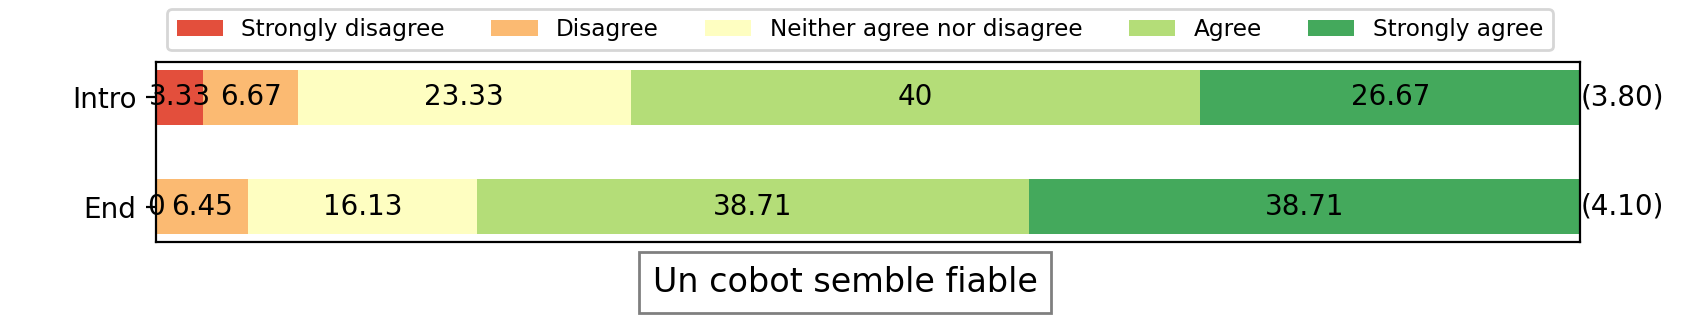 Strongly disagree Disagree Neither agree nor disagree Agree Strongly agree
Intro 3.33 6.67 23.33 40 26.67 (3.80)
End 0 6.45 16.13 38.71 38.71 (4.10)
Un cobot semble fiable